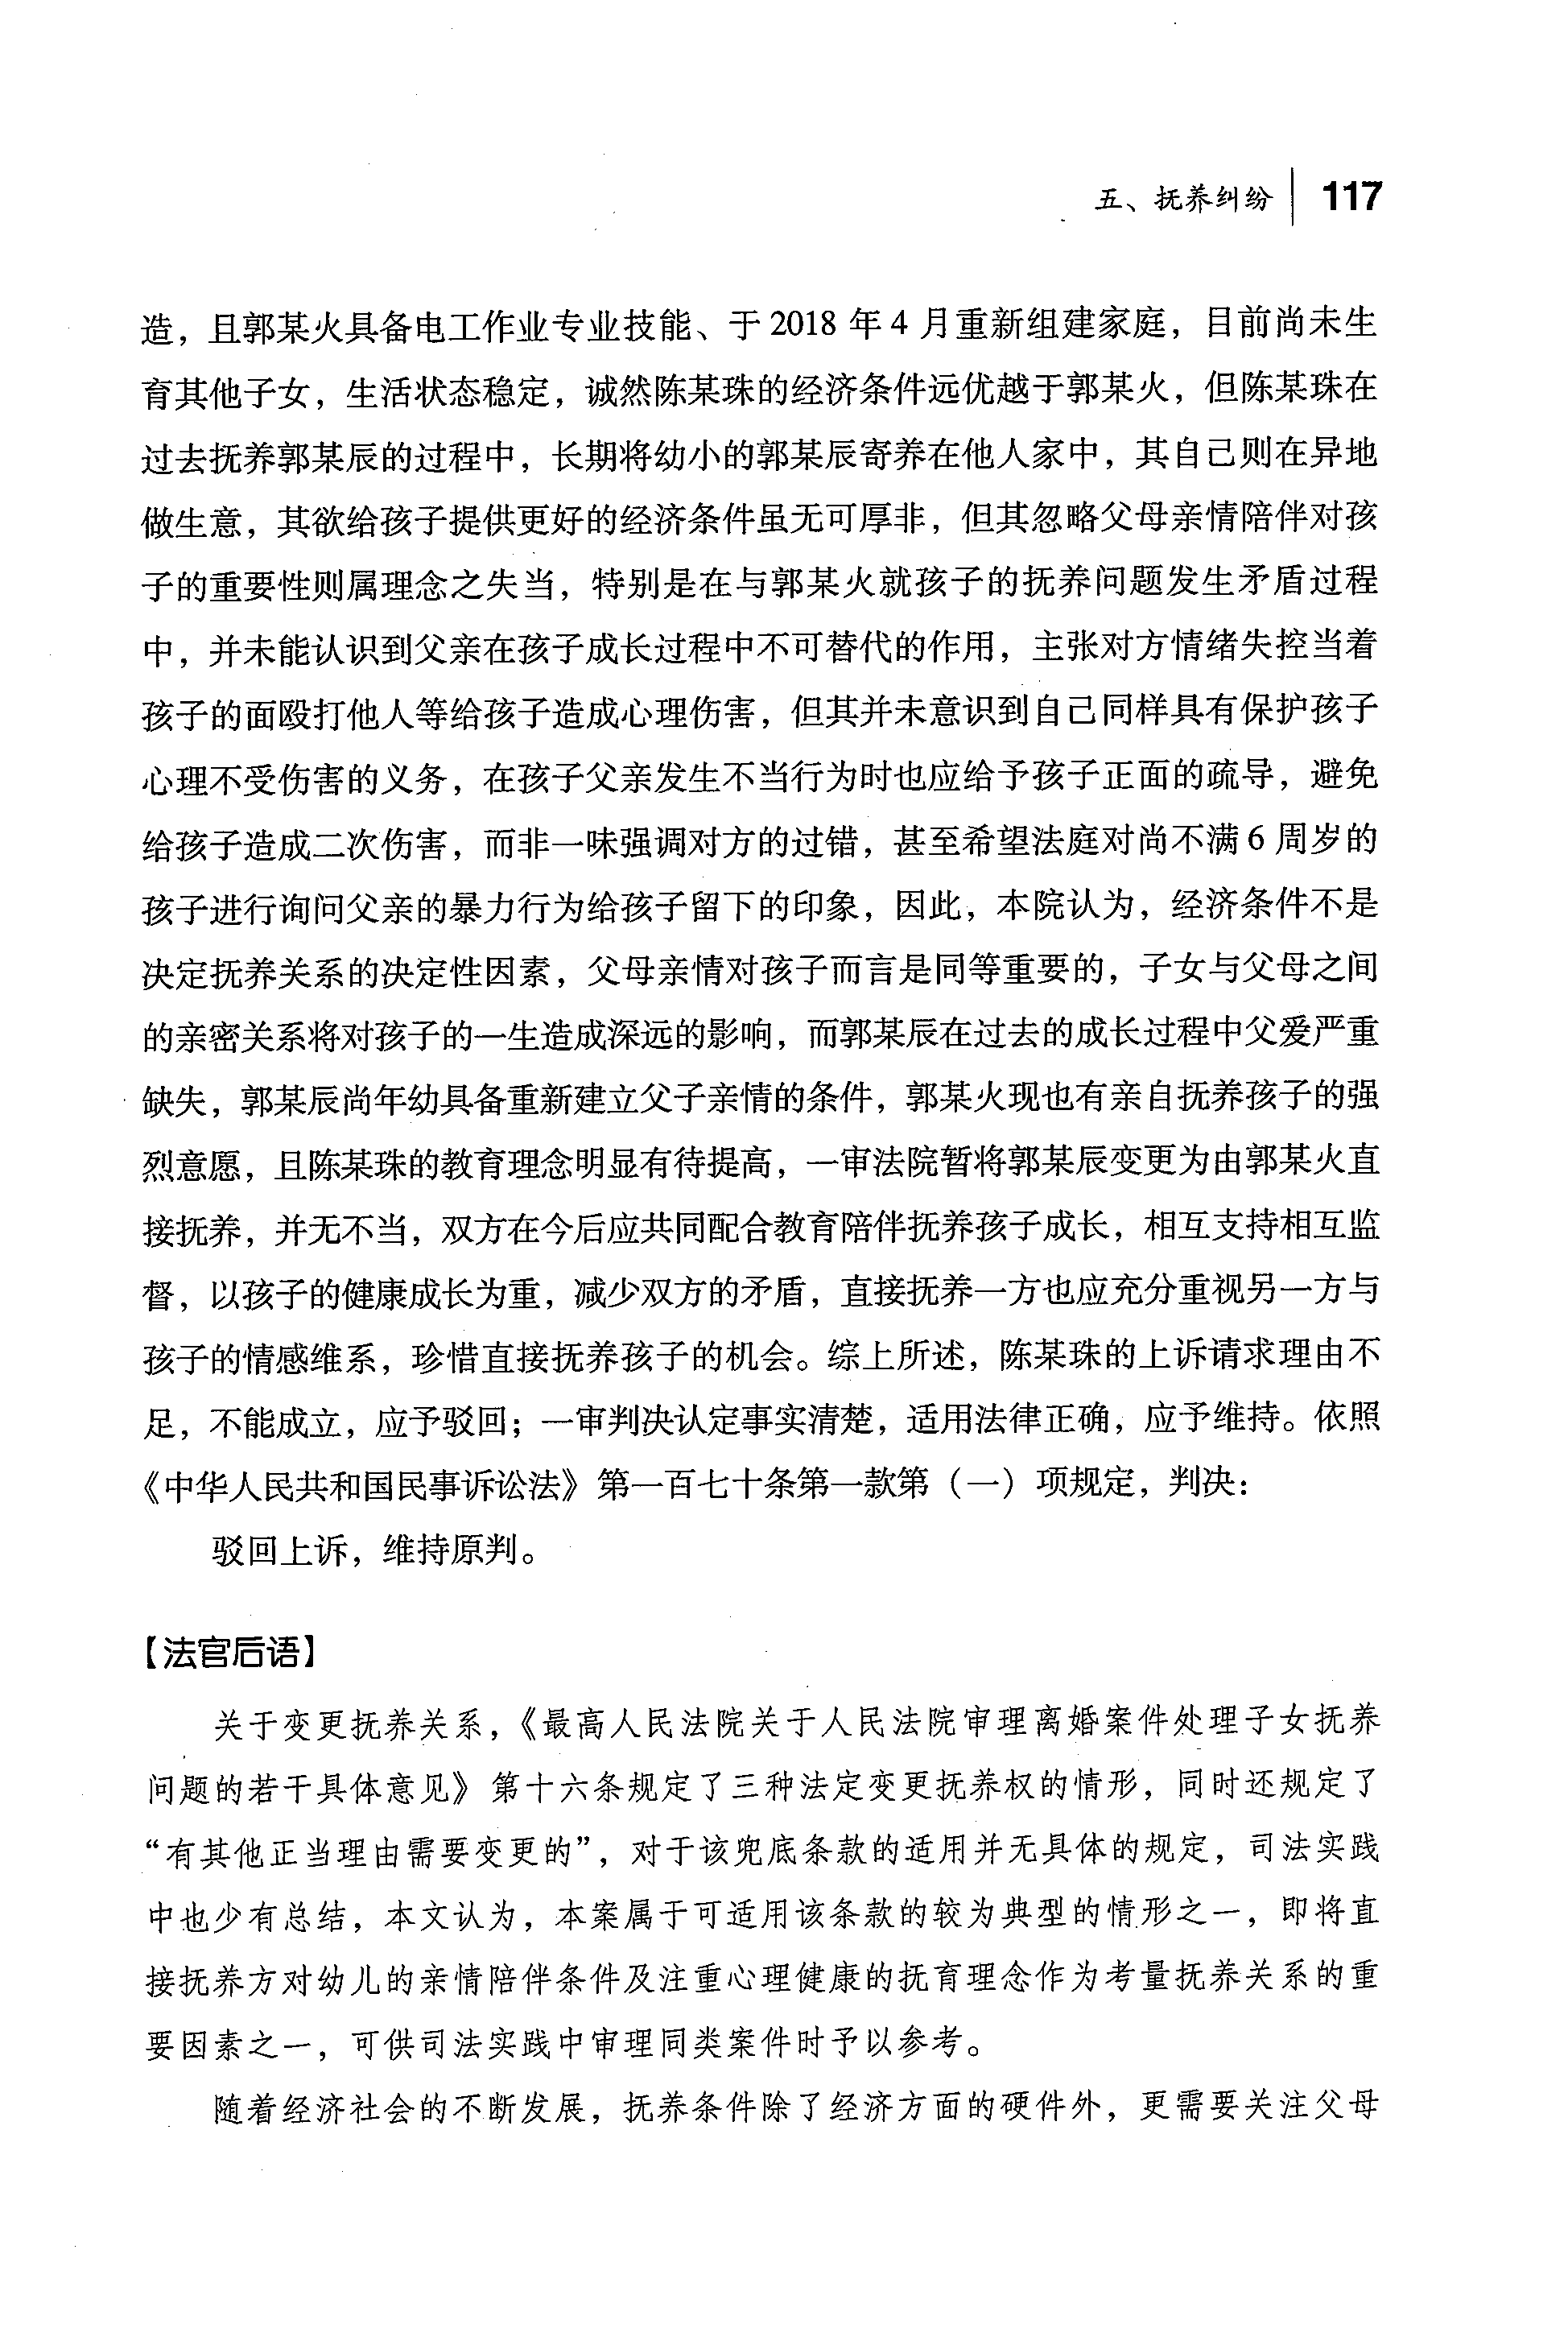 五、抚养纠纷 117
造，且郭某火具备电工作业专业技能、于 2018 年 4 月重新组建家庭，目前尚未生
育其他子女，生活状态稳定，诚然陈某珠的经济条件远优越于郭某火，但陈某珠在
过去抚养郭某辰的过程中，长期将幼小的郭某辰寄养在他人家中，其自己则在异地
做生意，其欲给孩子提供更好的经济条件虽无可厚非，但其忽略父母亲情陪伴对孩
子的重要性则属理念之失当，特别是在与郭某火就孩子的抚养问题发生矛盾过程
中，并未能认识到父亲在孩子成长过程中不可替代的作用，主张对方情绪失控当着
孩子的面殴打他人等给孩子造成心理伤害，但其并未意识到自己同样具有保护孩子
心理不受伤害的义务，在孩子父亲发生不当行为时也应给予孩子正面的疏导，避免
给孩子造成二次伤害，而非一味强调对方的过错，甚至希望法庭对尚不满 6 周岁的
孩子进行询问父亲的暴力行为给孩子留下的印象，因此，本院认为，经济条件不是
决定抚养关系的决定性因素，父母亲情对孩子而言是同等重要的，子女与父母之间
的亲密关系将对孩子的一生造成深远的影响，而郭某辰在过去的成长过程中父爱严重
缺失，郭某辰尚年幼具备重新建立父子亲情的条件，郭某火现也有亲自抚养孩子的强
烈意愿，且陈某珠的教育理念明显有待提高，一审法院暂将郭某辰变更为由郭某火直
接抚养，并无不当，双方在今后应共同配合教育陪伴抚养孩子成长，相互支持相互监
督，以孩子的健康成长为重，减少双方的矛盾，直接抚养一方也应充分重视另一方与
孩子的情感维系，珍惜直接抚养孩子的机会。综上所述，陈某珠的上诉请求理由不
足，不能成立，应予驳回；一审判决认定事实清楚，适用法律正确，应予维持。依照
《中华人民共和国民事诉讼法》第一百七十条第一款第（一）项规定，判决：
驳回上诉，维持原判。
【法官后语】
关于变更抚养关系，《最高人民法院关于人民法院审理离婚案件处理子女抚养
问题的若干具体意见》第十六条规定了三种法定变更抚养权的情形，同时还规定了
“有其他正当理由需要变更的”，对于该兜底条款的适用并无具体的规定，司法实践
中也少有总结，本文认为，本案属于可适用该条款的较为典型的情形之一，即将直
接抚养方对幼儿的亲情陪伴条件及注重心理健康的抚育理念作为考量抚养关系的重
要因素之一，可供司法实践中审理同类案件时予以参考。
随着经济社会的不断发展，抚养条件除了经济方面的硬件外，更需要关注父母